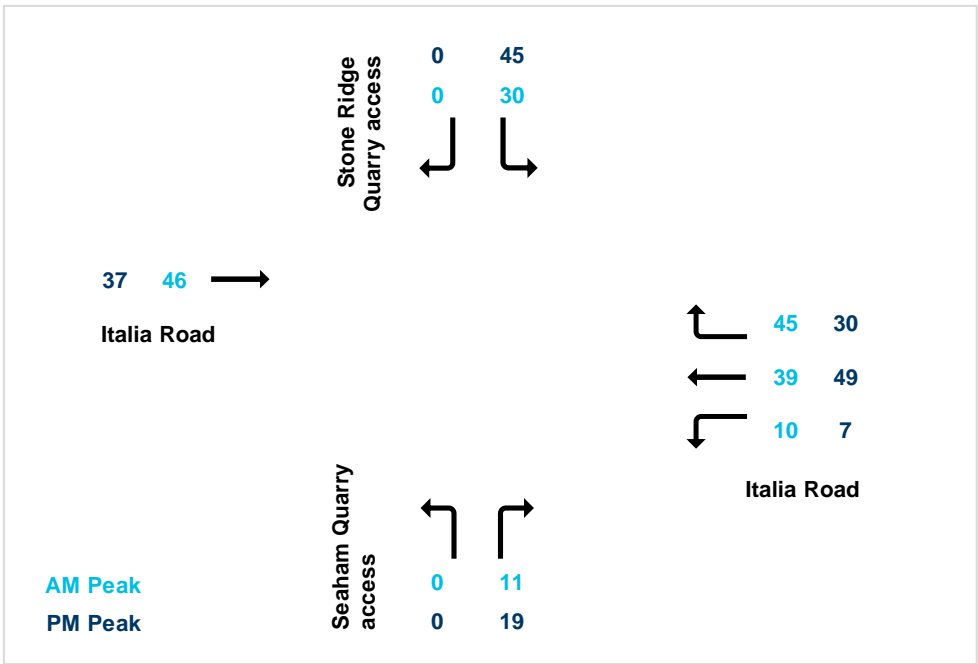 0 45
0 30
Stone Ridge
Quarry access
37 46
Italia Road
45 30
39 49
10 7
Italia Road
Seaham Quarry
access
0 11
0 19
AM Peak
PM Peak